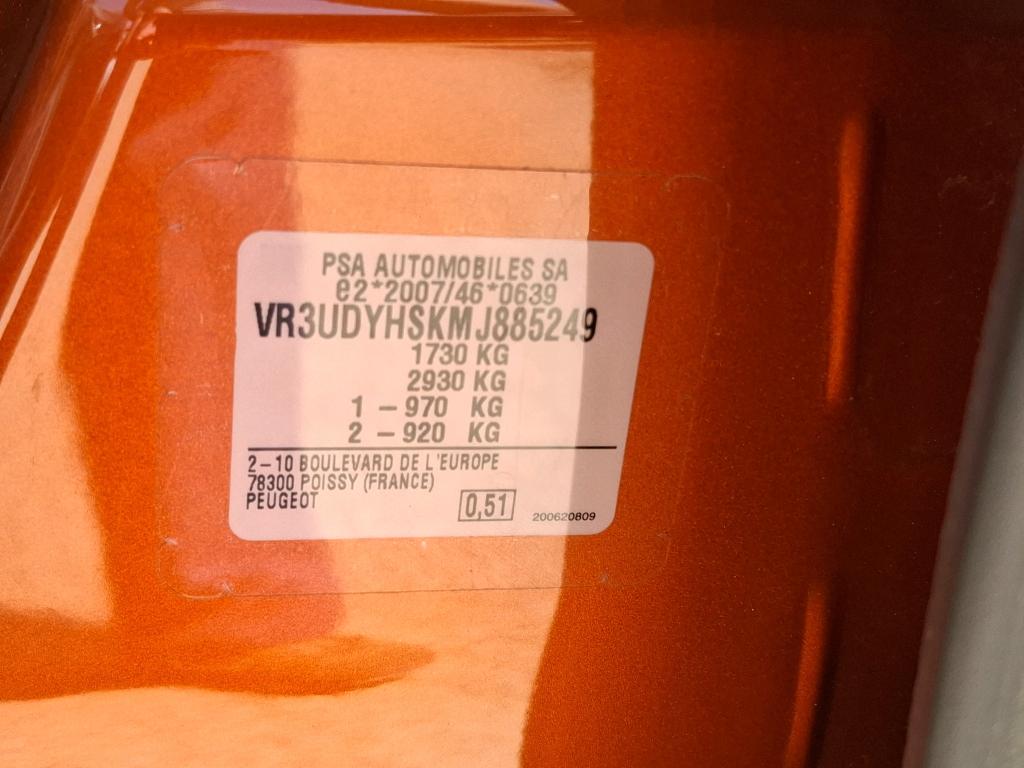 PSA AUTOMOBILES SA
e2*2007/46*0639
VR3UDYHSKMJ885249
1730 KG
2930 KG
1 – 970 KG
2 – 920 KG
2–10 BOULEVARD DE L'EUROPE
78300 POISSY (FRANCE)
PEUGEOT
0,51
200620809